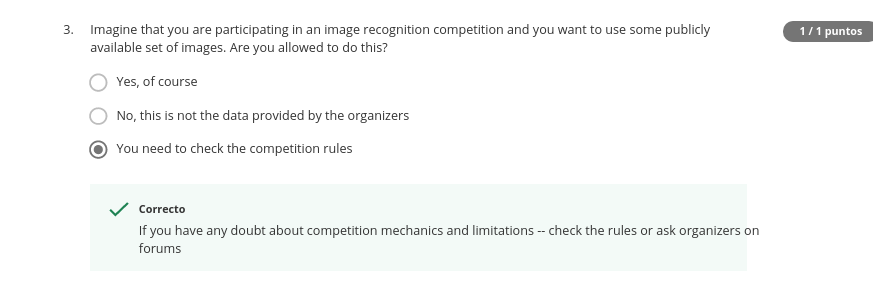 3. Imagine that you are participating in an image recognition competition and you want to use some publicly
1 / 1 puntos
available set of images. Are you allowed to do this?
Yes, of course
No, this is not the data provided by the organizers
You need to check the competition rules
Correcto
If you have any doubt about competition mechanics and limitations -- check the rules or ask organizers on
forums